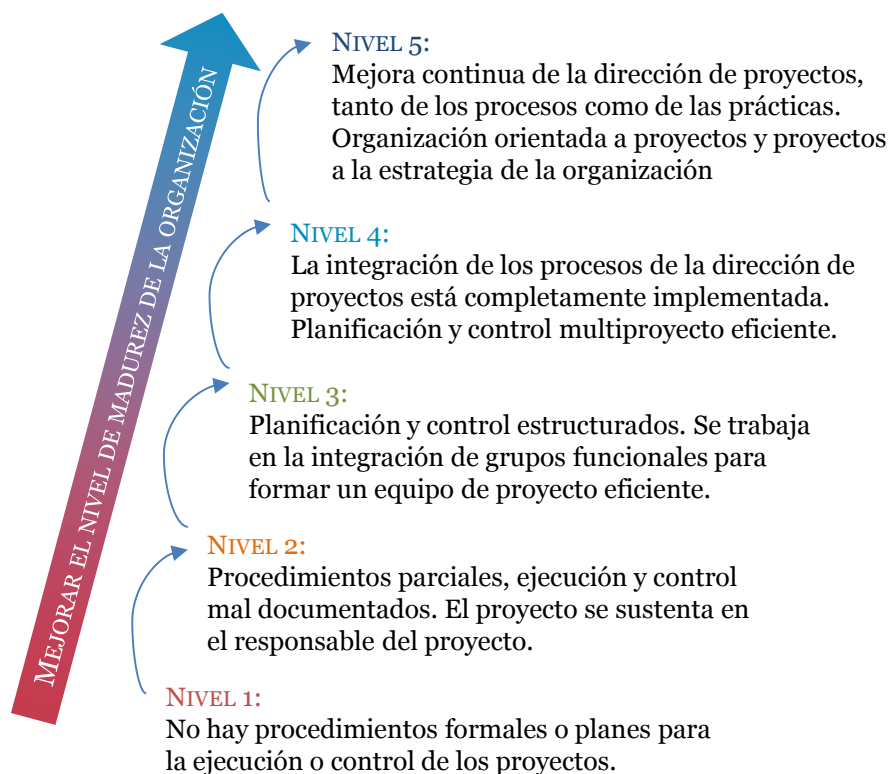 NIVEL 5:
Mejora continua de la dirección de proyectos,
tanto de los procesos como de las prácticas.
Organización orientada a proyectos y proyectos
a la estrategia de la organización
NIVEL 4:
La integración de los procesos de la dirección de
proyectos está completamente implementada.
Planificación y control multiproyecto eficiente.
NIVEL 3:
Planificación y control estructurados. Se trabaja
en la integración de grupos funcionales para
formar un equipo de proyecto eficiente.
NIVEL 2:
Procedimientos parciales, ejecución y control
mal documentados. El proyecto se sustenta en
el responsable del proyecto.
NIVEL 1:
No hay procedimientos formales o planes para
la ejecución o control de los proyectos.
MEJORAR EL NIVEL DE MADUREZ DE LA ORGANIZACIÓN